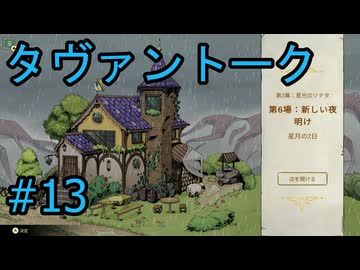 タヴァントーク
第2幕：星光のソナタ
第6場：新しい夜
明け
星月の2日
店を開ける
#13
A 決定